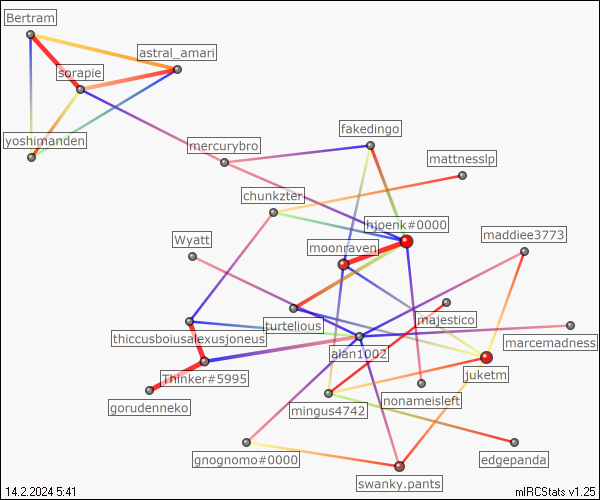 Bertram
astral_amari
sorapie
fakedingo
yoshimanden
mercurybro
mattnesslp
chunkzter
hjoenk#0000
Wyatt
moonraven
maddiee3773
turtelious
majestico
thiccusboiusalexusjoneus
marcemadness
alan1002
Thinker#5995
juketm
gorudenneko
mingus4742
nonameisleft
gnognomo#0000
edgepanda
swanky.pants
14.2.2024 5:41
mIRCStats v1.25